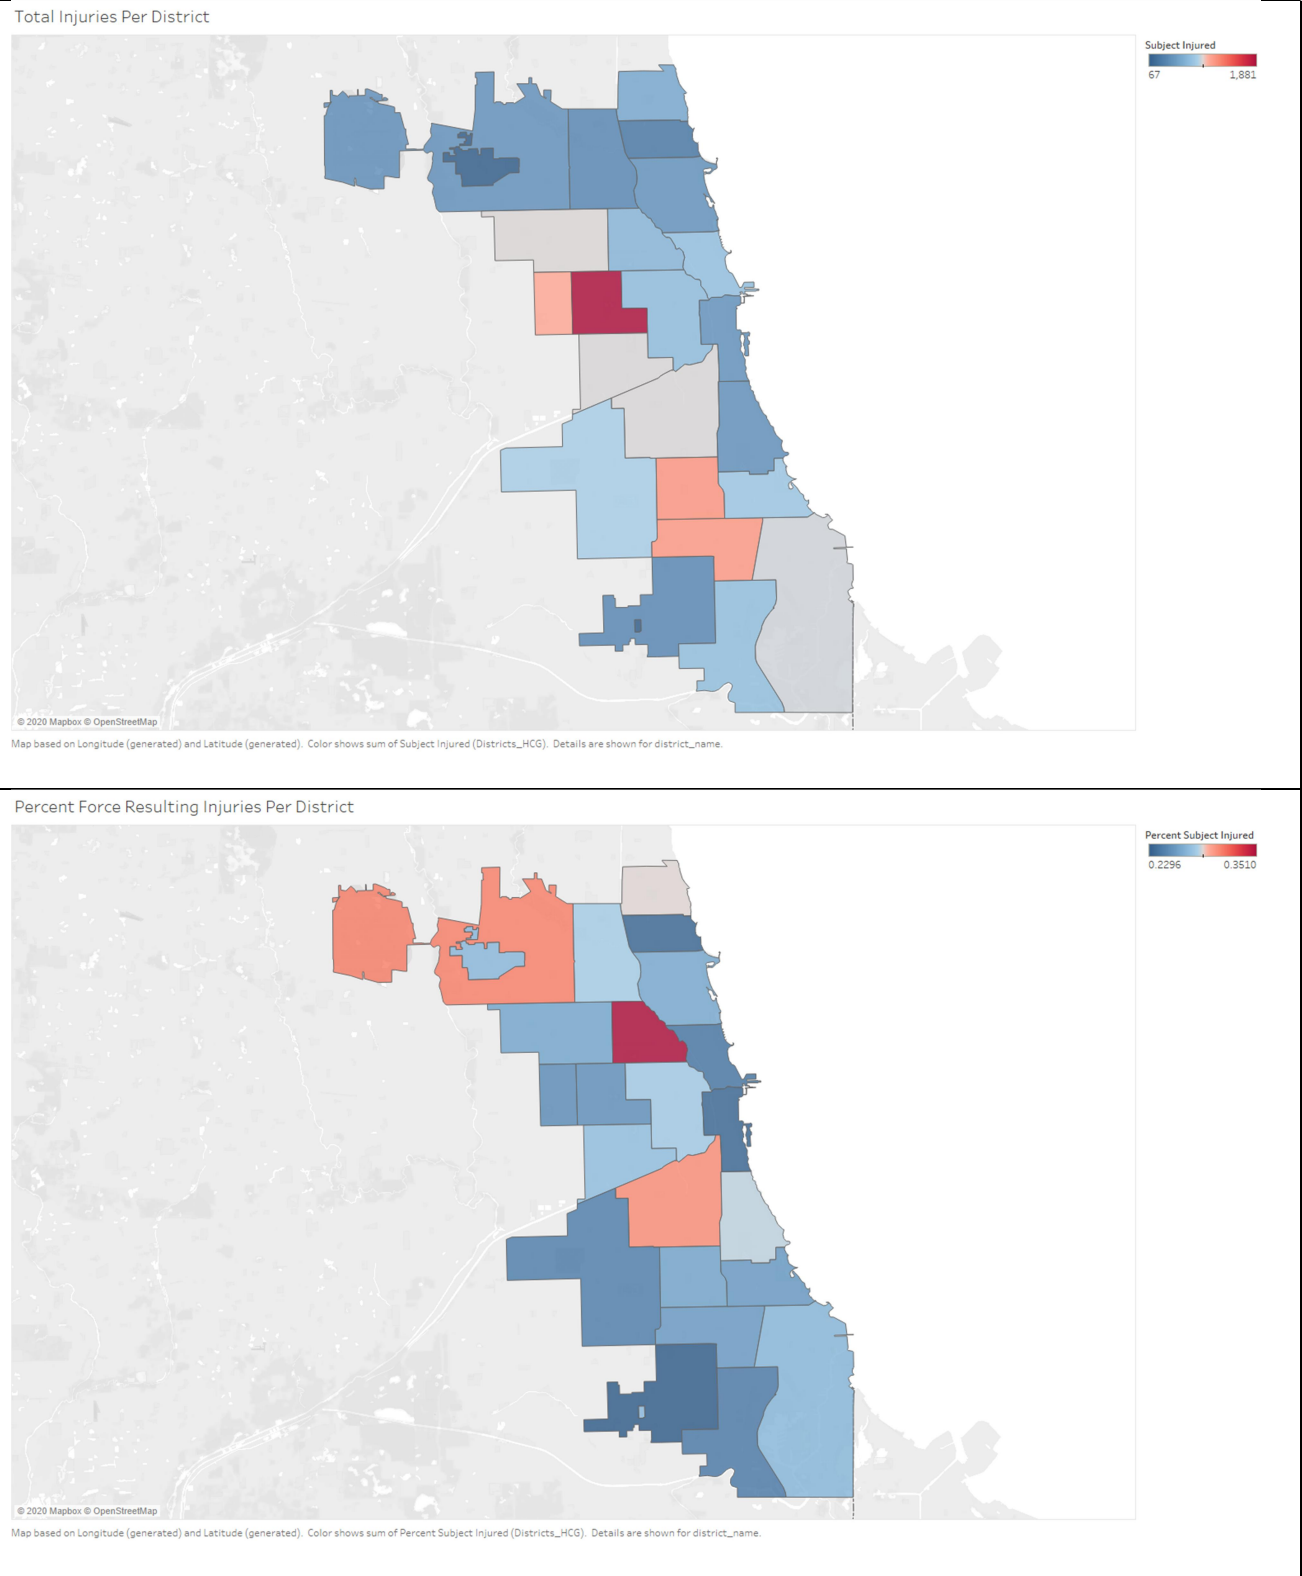 Total Injuries Per District
Subject Injured
67 1,881
© 2020 Mapbox © OpenStreetMap
Map based on Longitude (generated) and Latitude (generated). Color shows sum of Subject Injured (Districts_HCG). Details are shown for district_name.
Percent Force Resulting Injuries Per District
Percent Subject Injured
0.2296 0.3510
© 2020 Mapbox © OpenStreetMap
Map based on Longitude (generated) and Latitude (generated). Color shows sum of Percent Subject Injured (Districts_HCG). Details are shown for district_name.